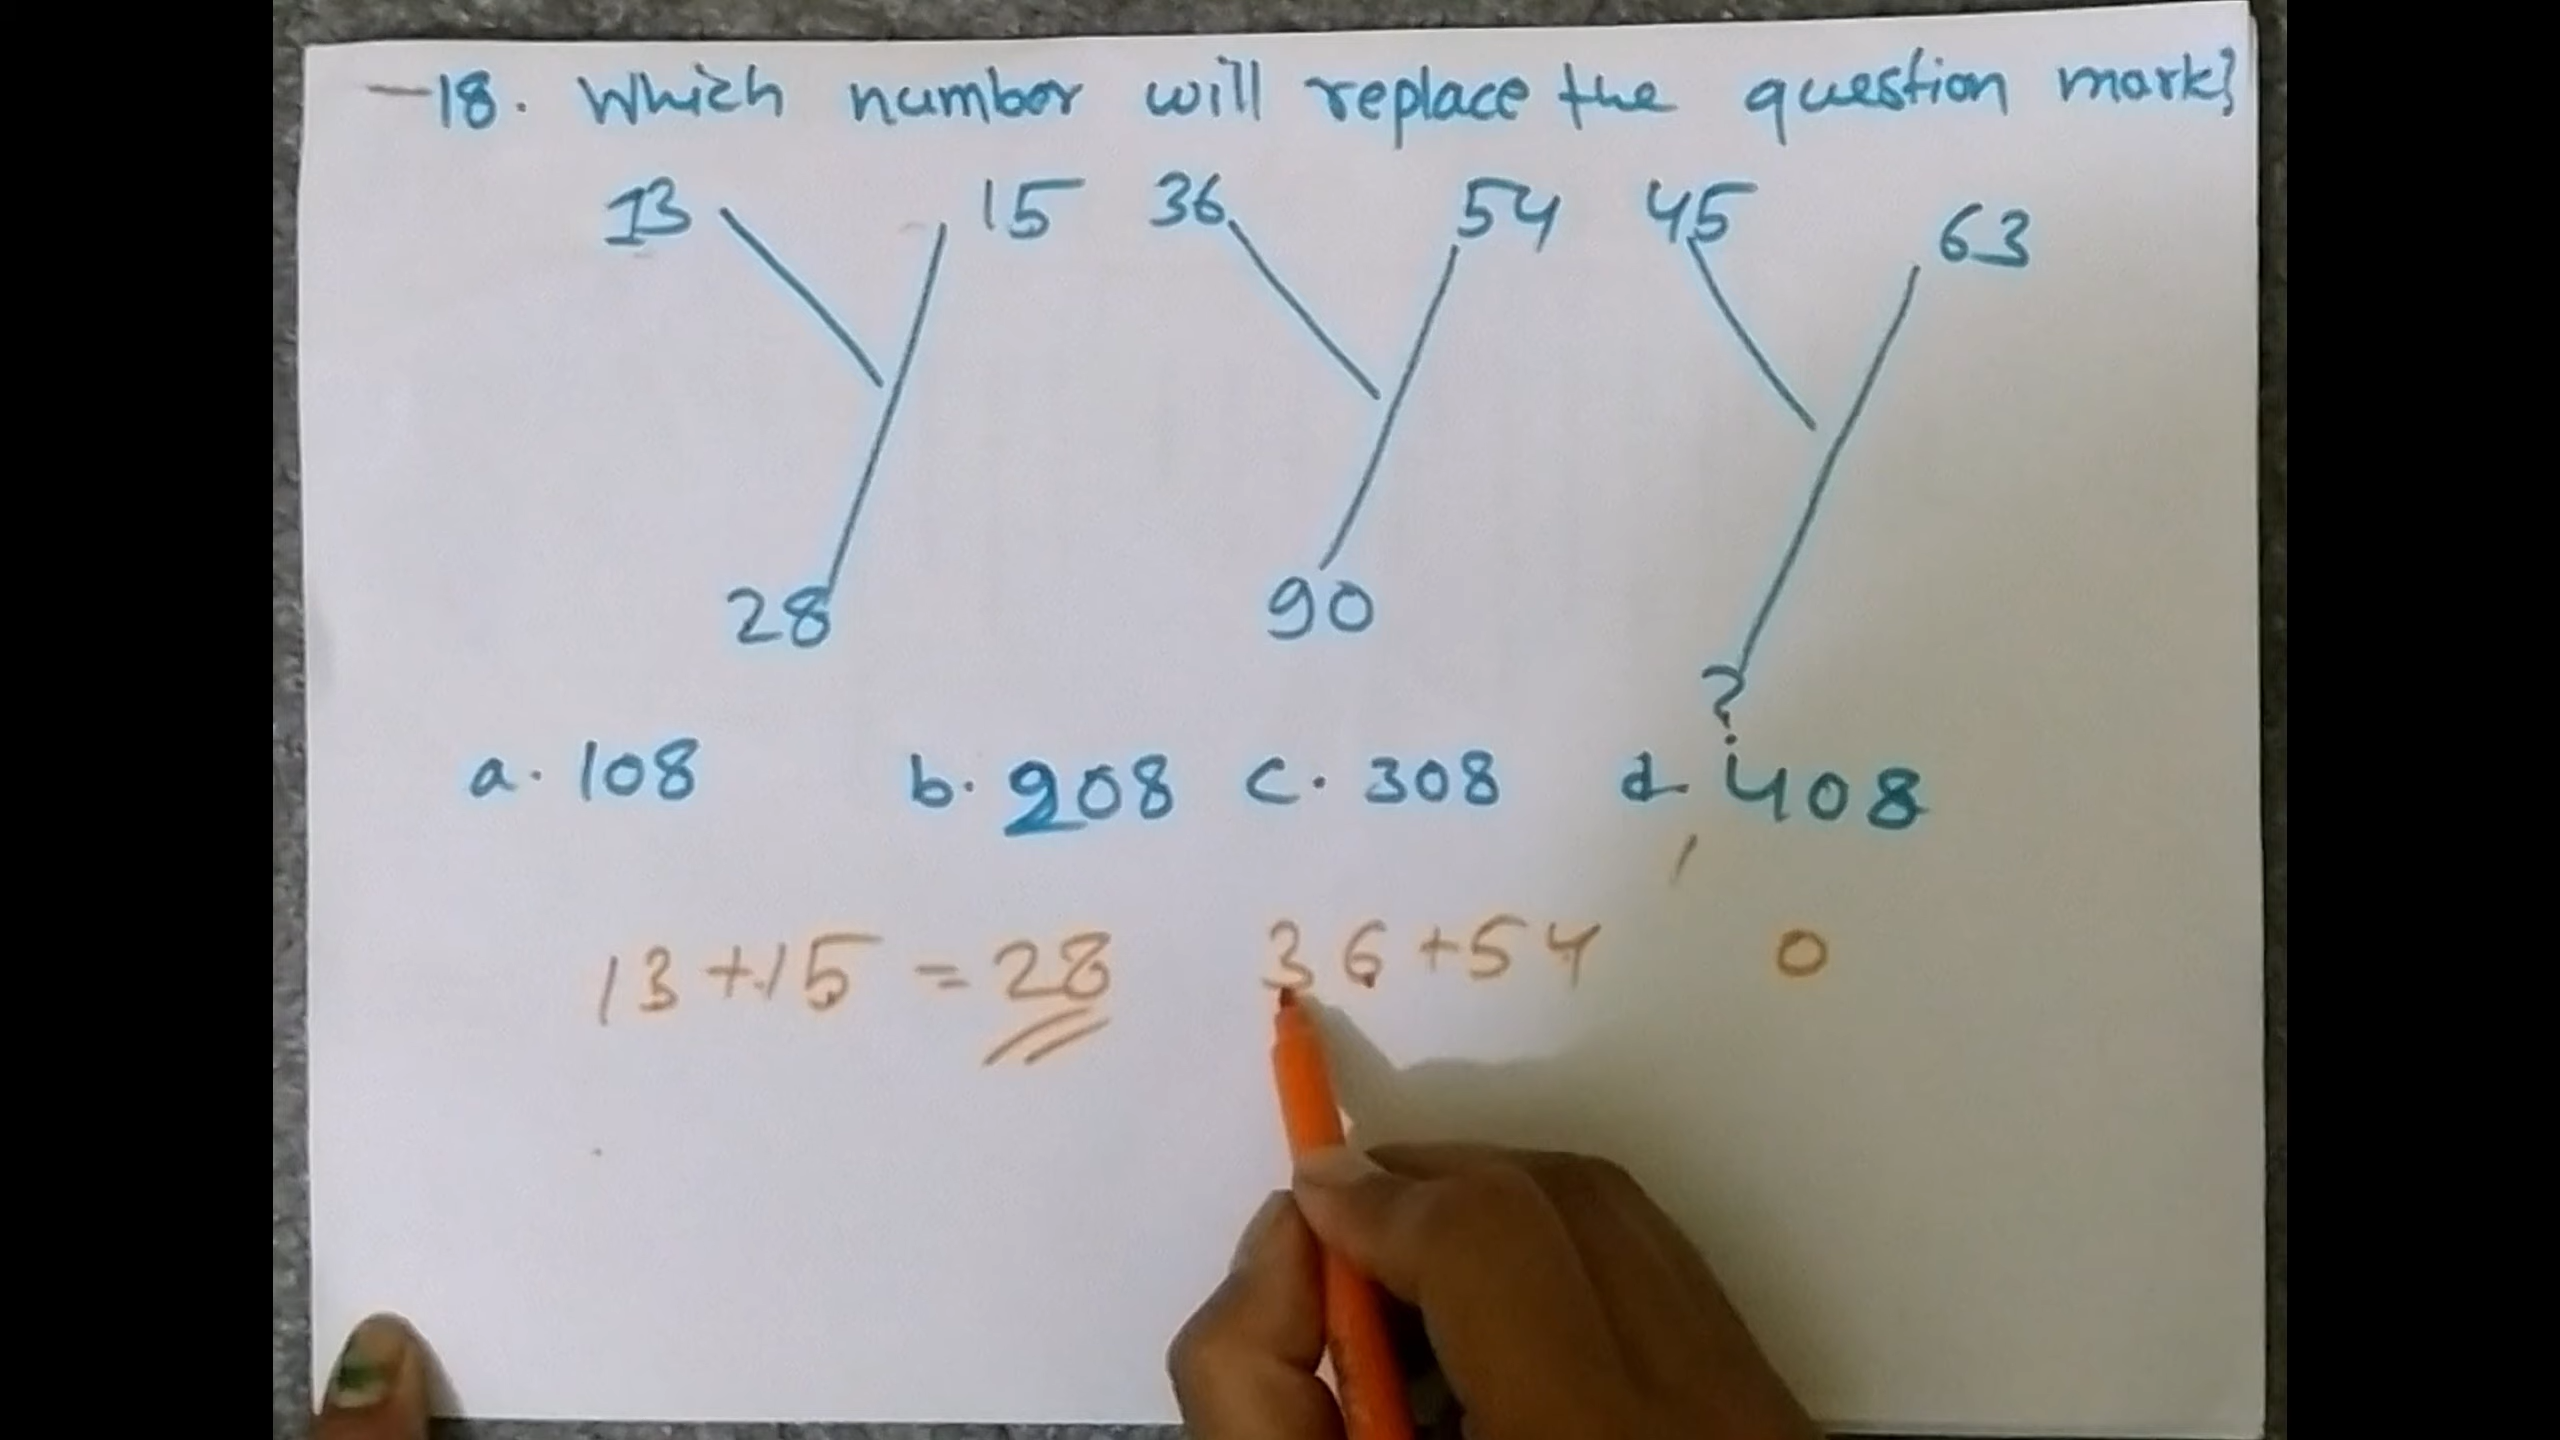 18. Which number will replace the question mark?
13 15 36 54 45 63
28 90 ?
a. 108 b. 208 c. 308 d. 408
13+15 = 28 36+54 0